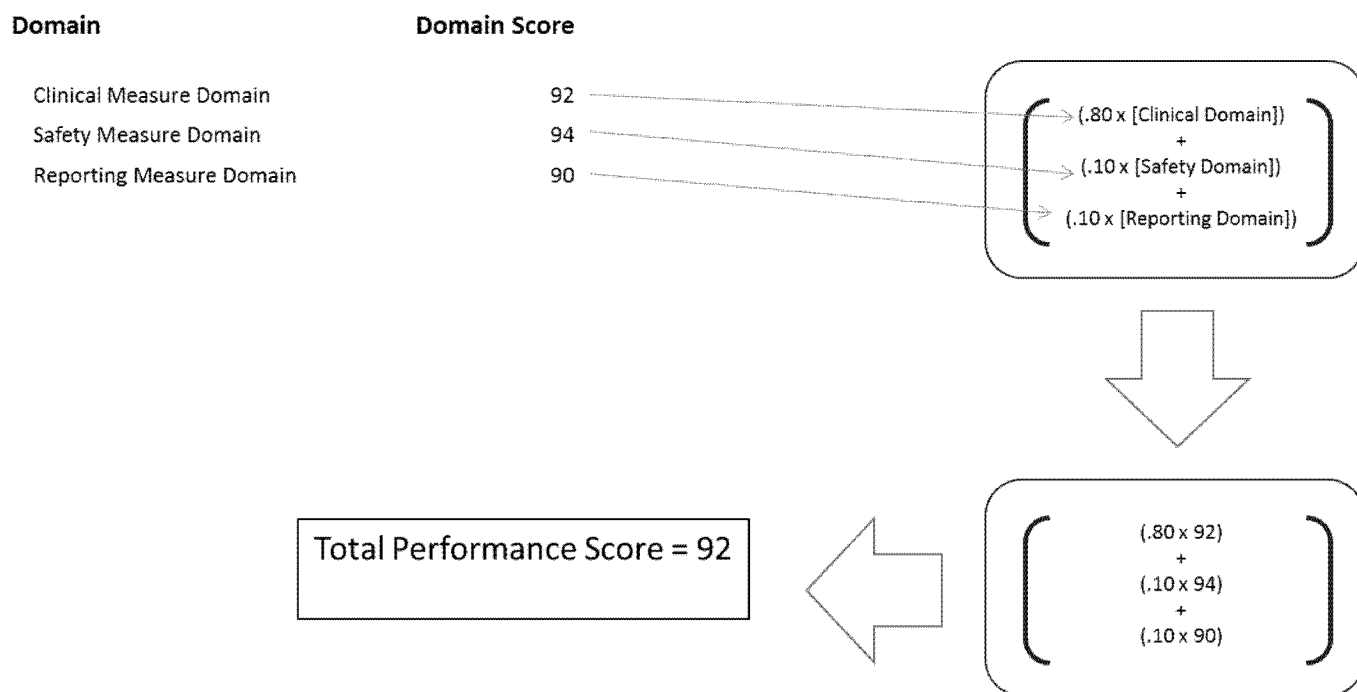 Domain Domain Score
Clinical Measure Domain 92
Safety Measure Domain 94
Reporting Measure Domain 90
(.80 x [Clinical Domain])
+
(.10 x [Safety Domain])
+
(.10 x [Reporting Domain])
(.80 x 92)
+
(.10 x 94)
+
(.10 x 90)
Total Performance Score = 92